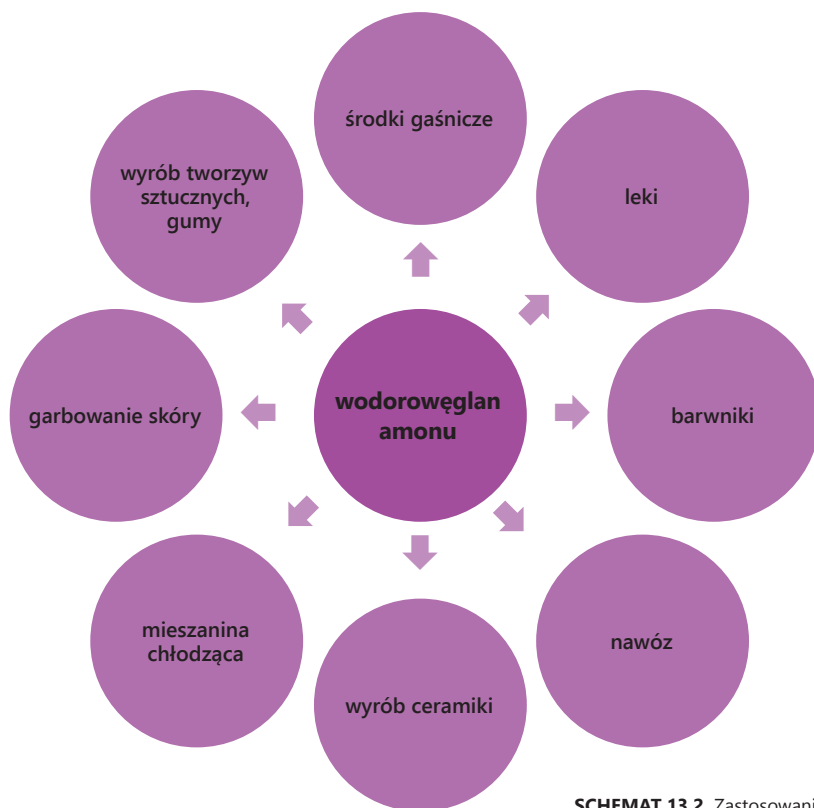 środki gaśnicze
leki
barwniki
nawóz
wyrób ceramiki
mieszanina
chłodząca
garbowanie skóry
wyrób tworzyw
sztucznych,
gumy
wodorowęglan
amonu
SCHEMAT 13.2